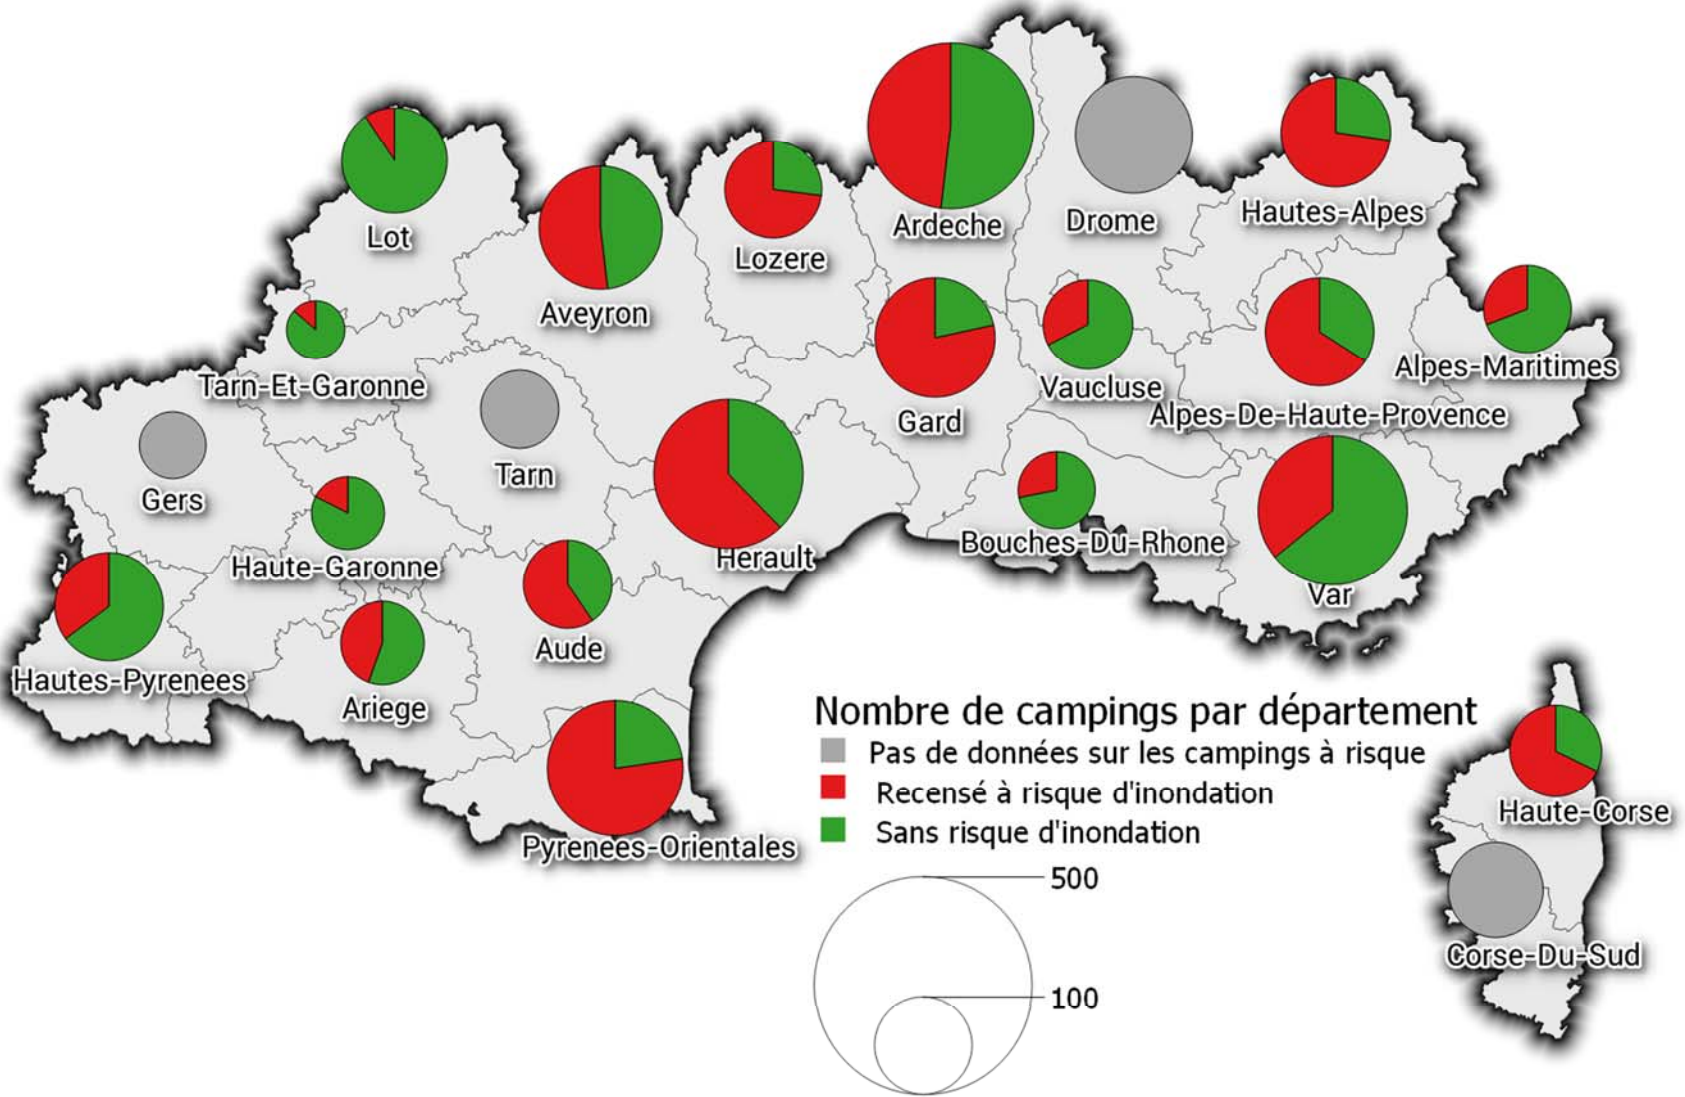 Lot
Aveyron
Lozere
Ardeche
Drome
Hautes-Alpes
Tarn-Et-Garonne
Gers
Tarn
Gard
Vaucluse
Alpes-De-Haute-Provence
Alpes-Maritimes
Haute-Garonne
Herault
Bouches-Du-Rhone
Var
Hautes-Pyrenees
Ariege
Aude
Pyrenees-Orientales
Nombre de campings par département
Pas de données sur les campings à risque
Recensé à risque d'inondation
Sans risque d'inondation
500
100
Haute-Corse
Corse-Du-Sud